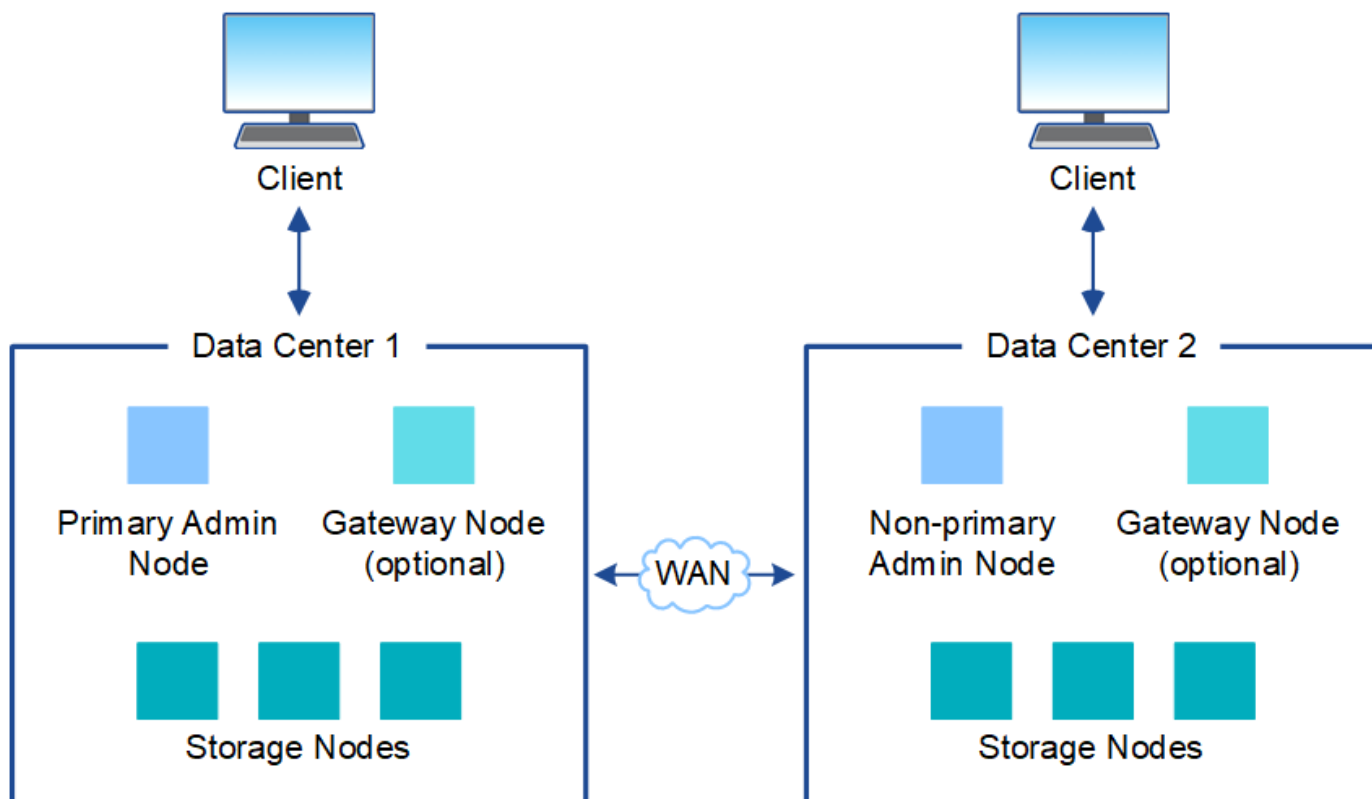 Client
Client
Data Center 1
Data Center 2
Primary Admin
Node
Gateway Node
(optional)
WAN
Non-primary
Admin Node
Gateway Node
(optional)
Storage Nodes
Storage Nodes